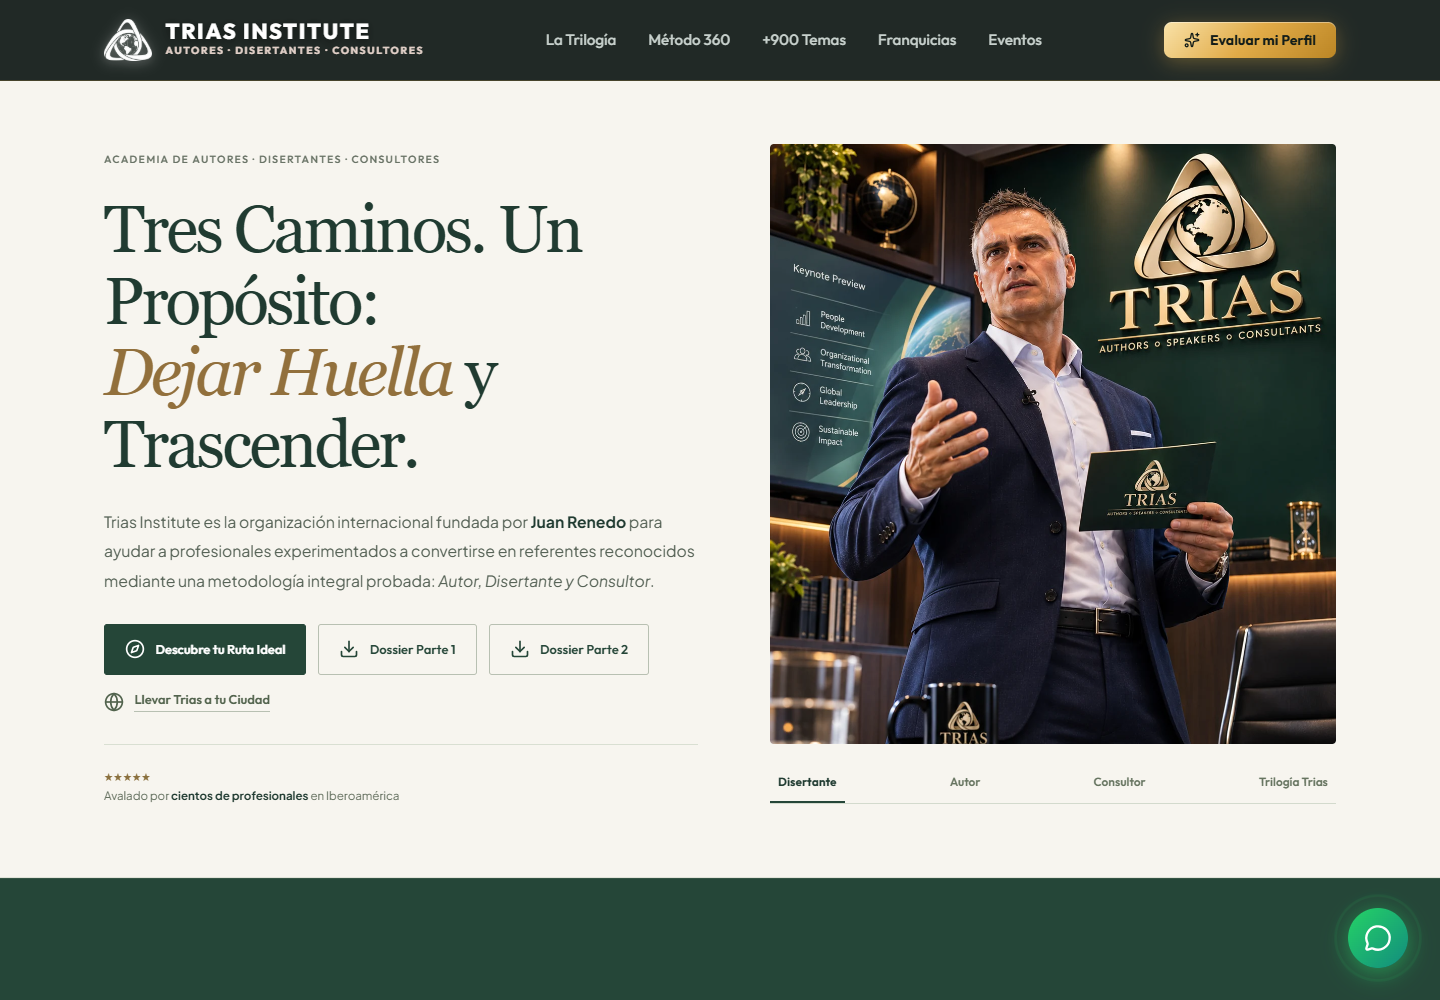 TRIAS INSTITUTE
AUTORES · DISERTANTES · CONSULTORES
La Trilogía
Método 360
+900 Temas
Franquicias
Eventos
Evaluar mi Perfil
ACADEMIA DE AUTORES · DISERTANTES · CONSULTORES
Tres Caminos. Un
Propósito:
Dejar Huella y
Trascender.
Trias Institute es la organización internacional fundada por Juan Renedo para
ayudar a profesionales experimentados a convertirse en referentes reconocidos
mediante una metodología integral probada: Autor, Disertante y Consultor.
Descubre tu Ruta Ideal
Dossier Parte 1
Dossier Parte 2
Llevar Trias a tu Ciudad
★★★★★
Avalado por cientos de profesionales en Iberoamérica
Keynote Preview
People
Development
Organizational
Transformation
Global
Leadership
Sustainable
Impact
TRIAS
AUTHORS ○ SPEAKERS ○ CONSULTANTS
TRIAS
AUTHORS ○ SPEAKERS ○ CONSULTANTS
TRIAS
Disertante
Autor
Consultor
Trilogía Trias